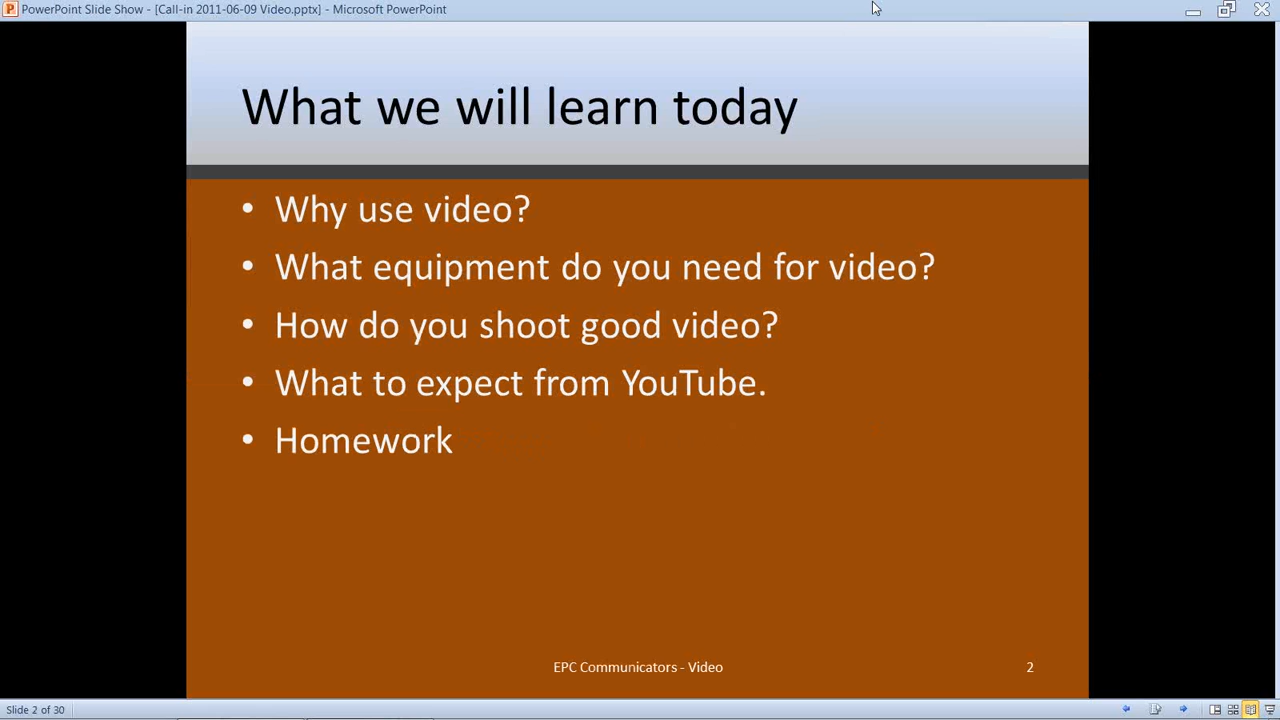 PowerPoint Slide Show - [Call-in 2011-06-09 Video.pptx] - Microsoft PowerPoint
What we will learn today
• Why use video?
• What equipment do you need for video?
• How do you shoot good video?
• What to expect from YouTube.
• Homework
EPC Communicators - Video
2
Slide 2 of 30